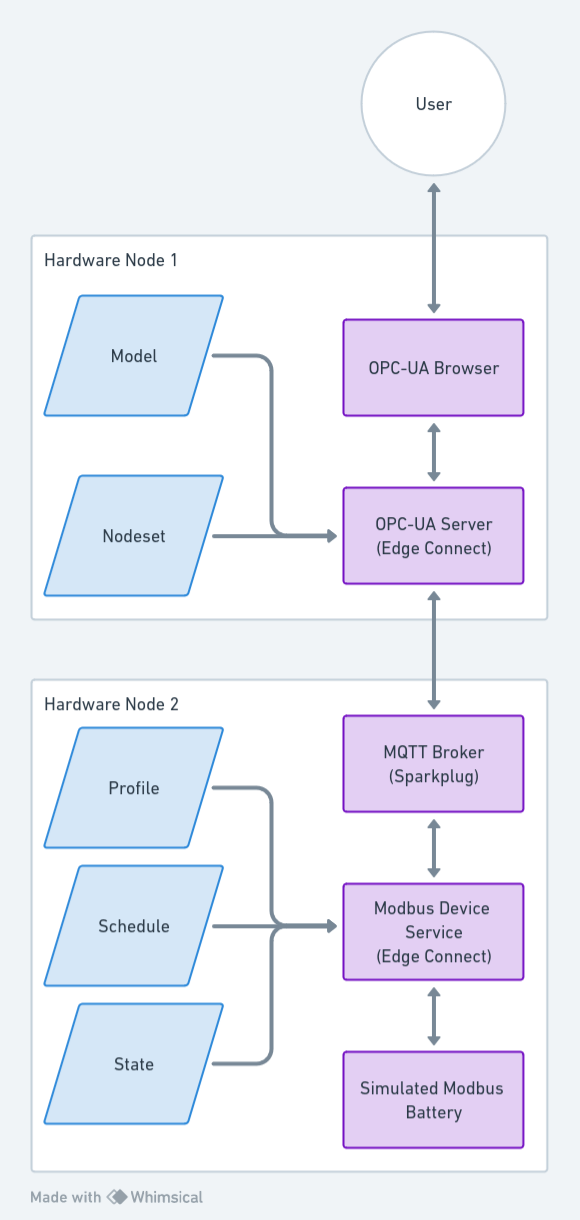 User
Hardware Node 1
Model
OPC-UA Browser
Nodeset
OPC-UA Server
(Edge Connect)
Hardware Node 2
MQTT Broker
(Sparkplug)
Profile
Modbus Device
Service
(Edge Connect)
Schedule
State
Simulated Modbus
Battery
Made with Whimsical